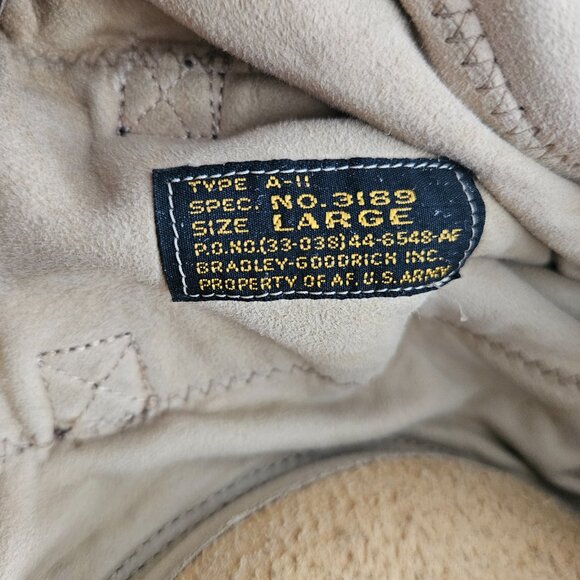 TYPE A-11
SPEC. NO. 3189
SIZE LARGE
P.O.NO.(33-038)44-6548-AF
BRADLEY-GOODRICH INC.
PROPERTY OF AF. U.S. ARMY